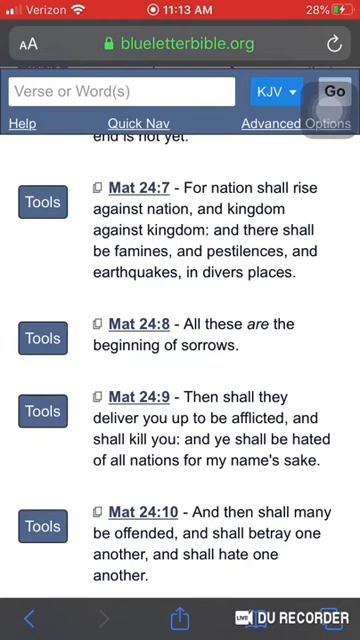 Verizon 11:13 AM 28%
AA blueletterbible.org
Verse or Word(s) KJV Go
Help Quick Nav Advanced Options
end is not yet.
Tools
Mat 24:7 - For nation shall rise
against nation, and kingdom
against kingdom: and there shall
be famines, and pestilences, and
earthquakes, in divers places.
Tools
Mat 24:8 - All these are the
beginning of sorrows.
Tools
Mat 24:9 - Then shall they
deliver you up to be afflicted, and
shall kill you: and ye shall be hated
of all nations for my name's sake.
Tools
Mat 24:10 - And then shall many
be offended, and shall betray one
another, and shall hate one
another.
LIVE DU RECORDER